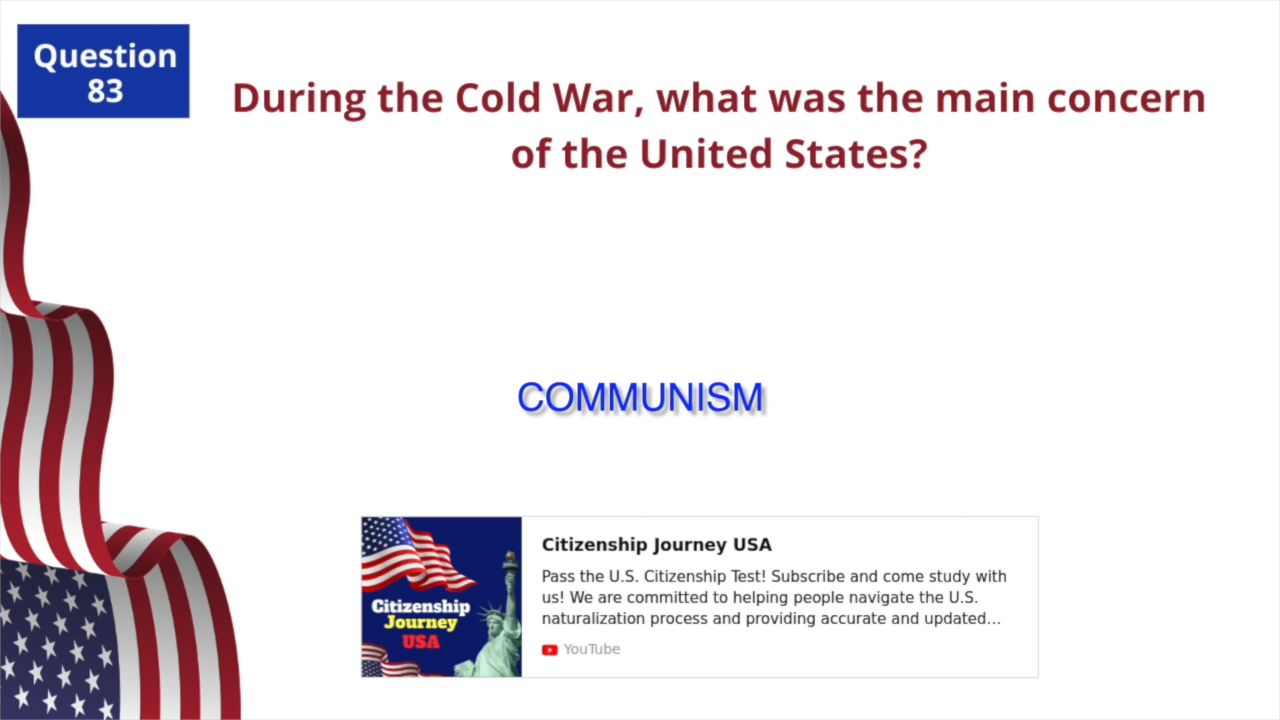 Question
83
During the Cold War, what was the main concern
of the United States?
COMMUNISM
Citizenship
Journey
USA
Citizenship Journey USA
Pass the U.S. Citizenship Test! Subscribe and come study with
us! We are committed to helping people navigate the U.S.
naturalization process and providing accurate and updated...
YouTube